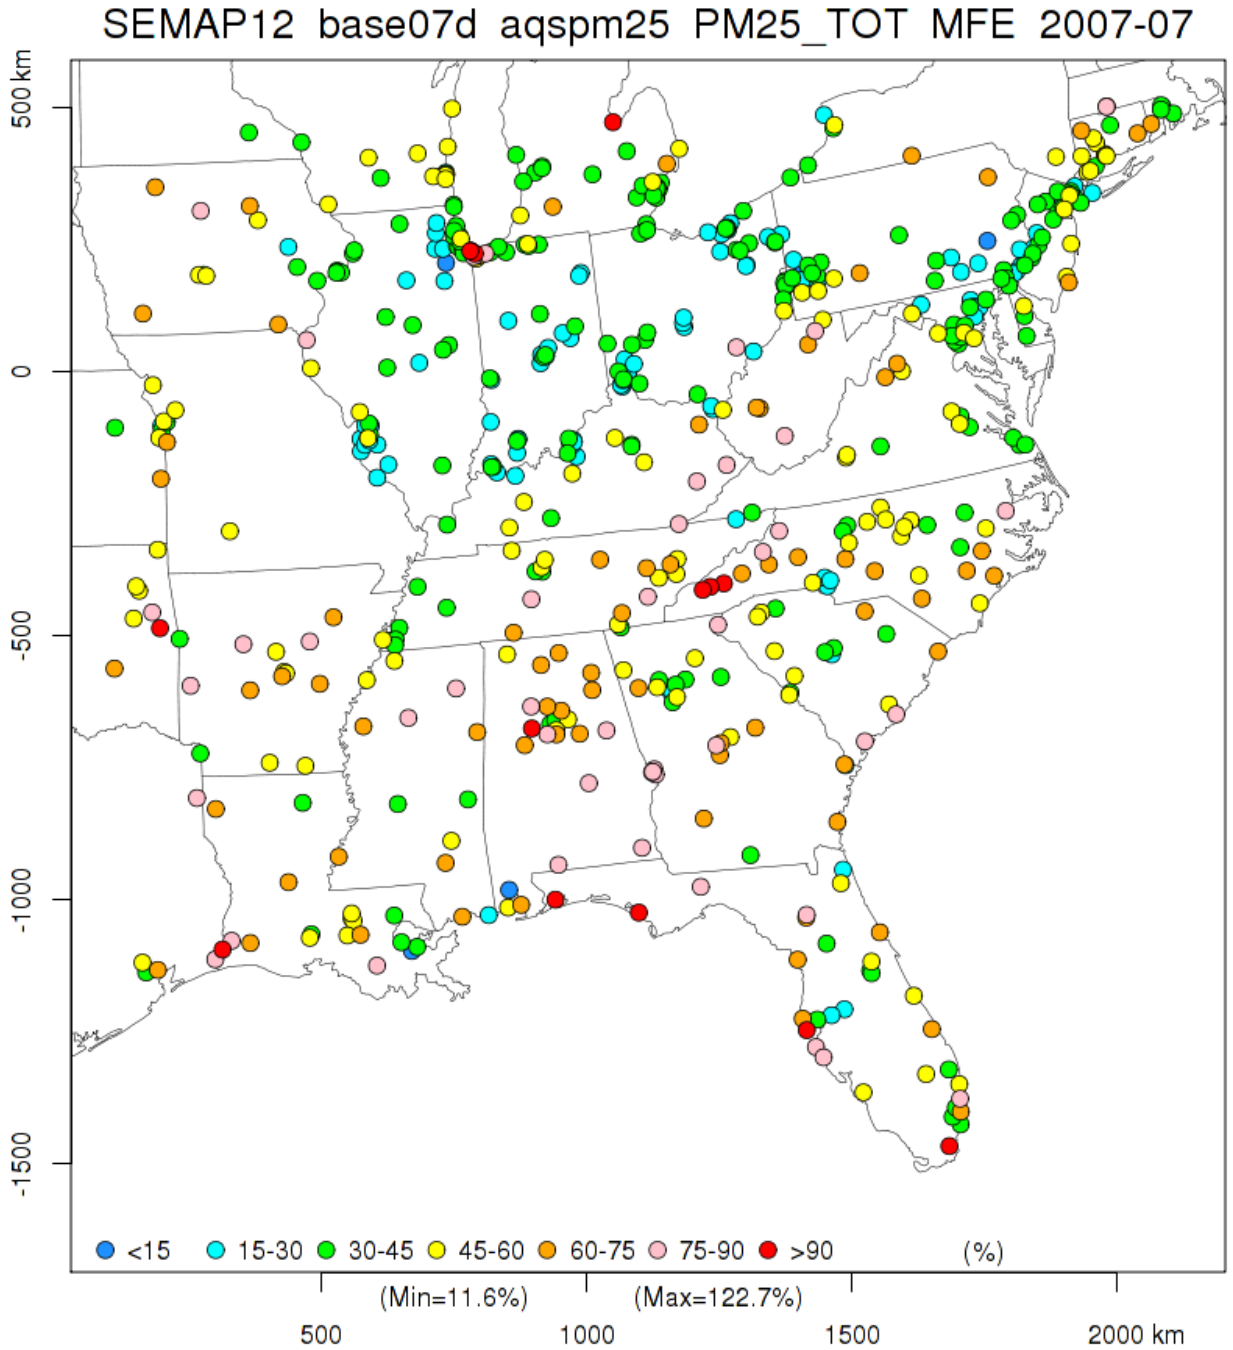 SEMAP12 base07d aqspm25 PM25_TOT MFE 2007-07
500 km
0
-500
-1000
-1500
<15 15-30 30-45 45-60 60-75 75-90 >90 (%)
(Min=11.6%) (Max=122.7%)
500 1000 1500 2000 km